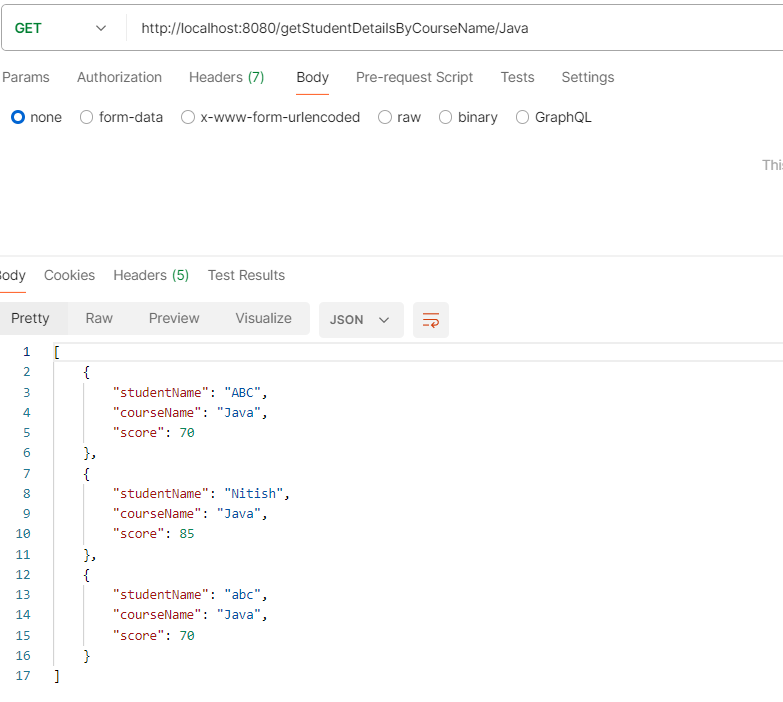 GET http://localhost:8080/getStudentDetailsByCourseName/Java
Params Authorization Headers (7) Body Pre-request Script Tests Settings
none form-data x-www-form-urlencoded raw binary GraphQL
Body Cookies Headers (5) Test Results
Pretty Raw Preview Visualize JSON
1 [
2 {
3 "studentName": "ABC",
4 "courseName": "Java",
5 "score": 70
6 },
7 {
8 "studentName": "Nitish",
9 "courseName": "Java",
10 "score": 85
11 },
12 {
13 "studentName": "abc",
14 "courseName": "Java",
15 "score": 70
16 }
17 ]